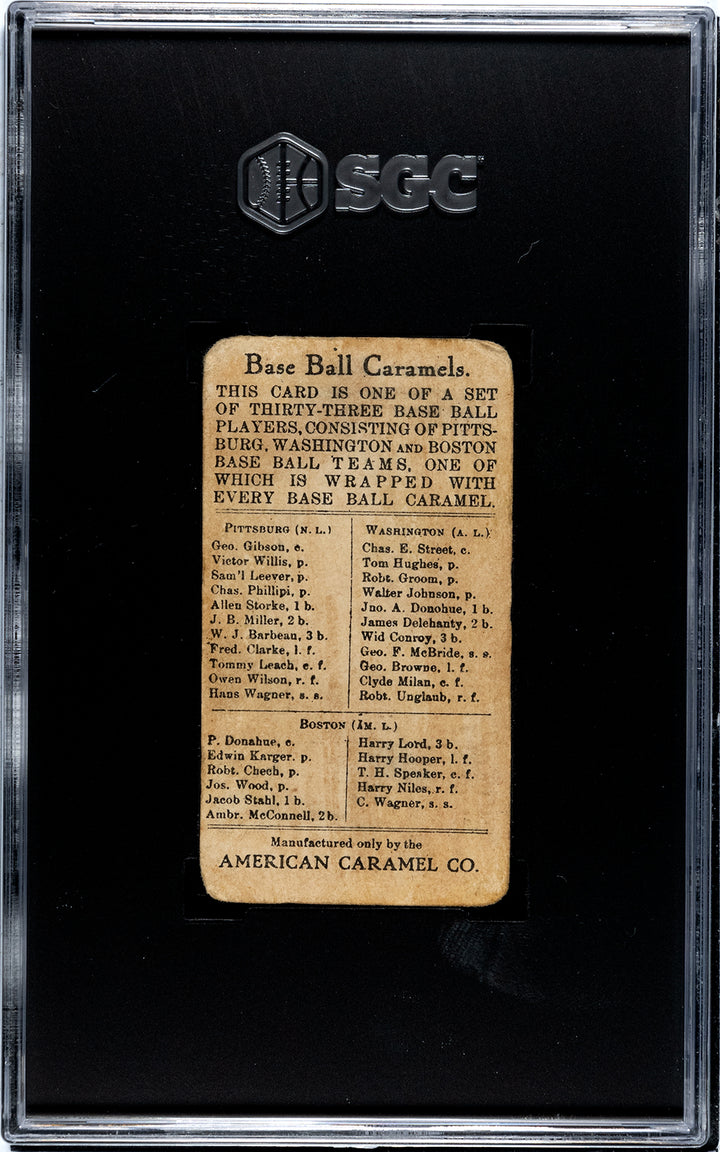 SGC
Base Ball Caramels.
THIS CARD IS ONE OF A SET
OF THIRTY-THREE BASE BALL
PLAYERS, CONSISTING OF PITTS-
BURG, WASHINGTON AND BOSTON
BASE BALL TEAMS, ONE OF
WHICH IS WRAPPED WITH
EVERY BASE BALL CARAMEL.
PITTSBURG (N. L.)
Geo. Gibson, c.
Victor Willis, p.
Sam'l Leever, p.
Chas. Phillipi, p.
Allen Storke, 1 b.
J. B. Miller, 2 b.
W. J. Barbeau, 3 b.
Fred. Clarke, l. f.
Tommy Leach, c. f.
Owen Wilson, r. f.
Hans Wagner, s. s.
WASHINGTON (A. L.)
Chas. E. Street, c.
Tom Hughes, p.
Robt. Groom, p.
Walter Johnson, p.
Jno. A. Donohue, 1 b.
James Delehanty, 2 b.
Wid Conroy, 3 b.
Geo. F. McBride, s. s.
Geo. Browne, l. f.
Clyde Milan, c. f.
Robt. Unglaub, r. f.
BOSTON (AM. L.)
P. Donahue, c.
Edwin Karger. p.
Robt. Chech, p.
Jos. Wood, p.
Jacob Stahl, 1 b.
Ambr. McConnell, 2 b.
Harry Lord, 3 b.
Harry Hooper, l. f.
T. H. Speaker, c. f.
Harry Niles, r. f.
C. Wagner, s. s.
Manufactured only by the
AMERICAN CARAMEL CO.